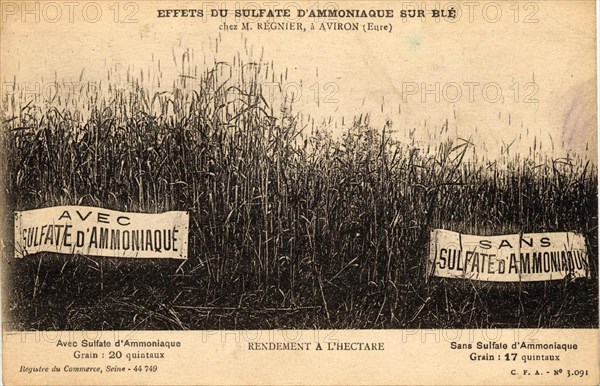 EFFETS DU SULFATE D'AMMONIAQUE SUR BLÉ
chez M. RÉGNIER, à AVIRON (Eure)
AVEC
SULFATE D'AMMONIAQUE
SANS
SULFATE D'AMMONIAQUE
Avec Sulfate d'Ammoniaque
Grain : 20 quintaux
RENDEMENT A L'HECTARE
Sans Sulfate d'Ammoniaque
Grain : 17 quintaux
Registre du Commerce, Seine - 44 749
C. F. A. - Nº 3.091
PHOTO12